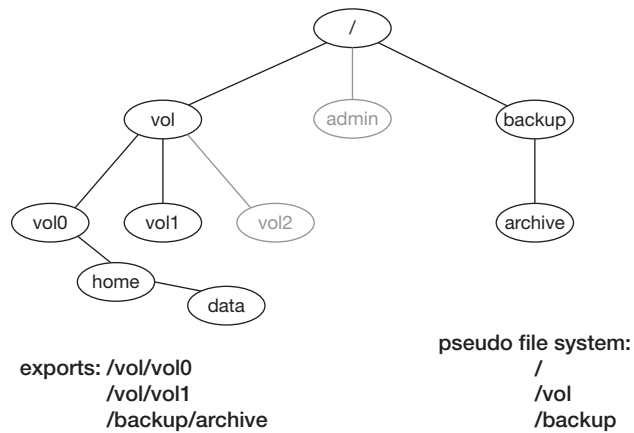 /
vol
admin
backup
vol0
vol1
vol2
archive
home
data
exports: /vol/vol0
/vol/vol1
/backup/archive
pseudo file system:
/
/vol
/backup